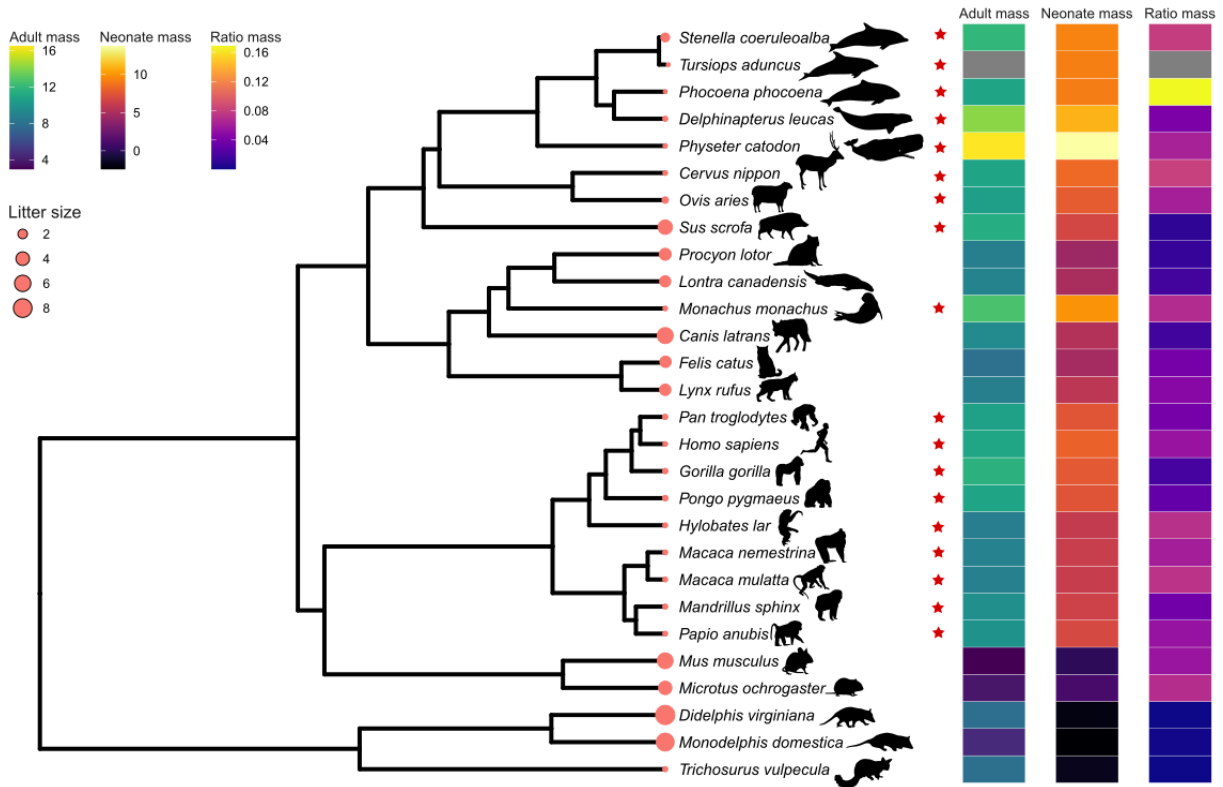 Adult mass Neonate mass Ratio mass
Adult mass
16
12
8
4
Neonate mass
10
5
0
Ratio mass
0.16
0.12
0.08
0.04
Litter size
2
4
6
8
Stenella coeruleoalba
Tursiops aduncus
Phocoena phocoena
Delphinapterus leucas
Physeter catodon
Cervus nippon
Ovis aries
Sus scrofa
Procyon lotor
Lontra canadensis
Monachus monachus
Canis latrans
Felis catus
Lynx rufus
Pan troglodytes
Homo sapiens
Gorilla gorilla
Pongo pygmaeus
Hylobates lar
Macaca nemestrina
Macaca mulatta
Mandrillus sphinx
Papio anubis
Mus musculus
Microtus ochrogaster
Didelphis virginiana
Monodelphis domestica
Trichosurus vulpecula